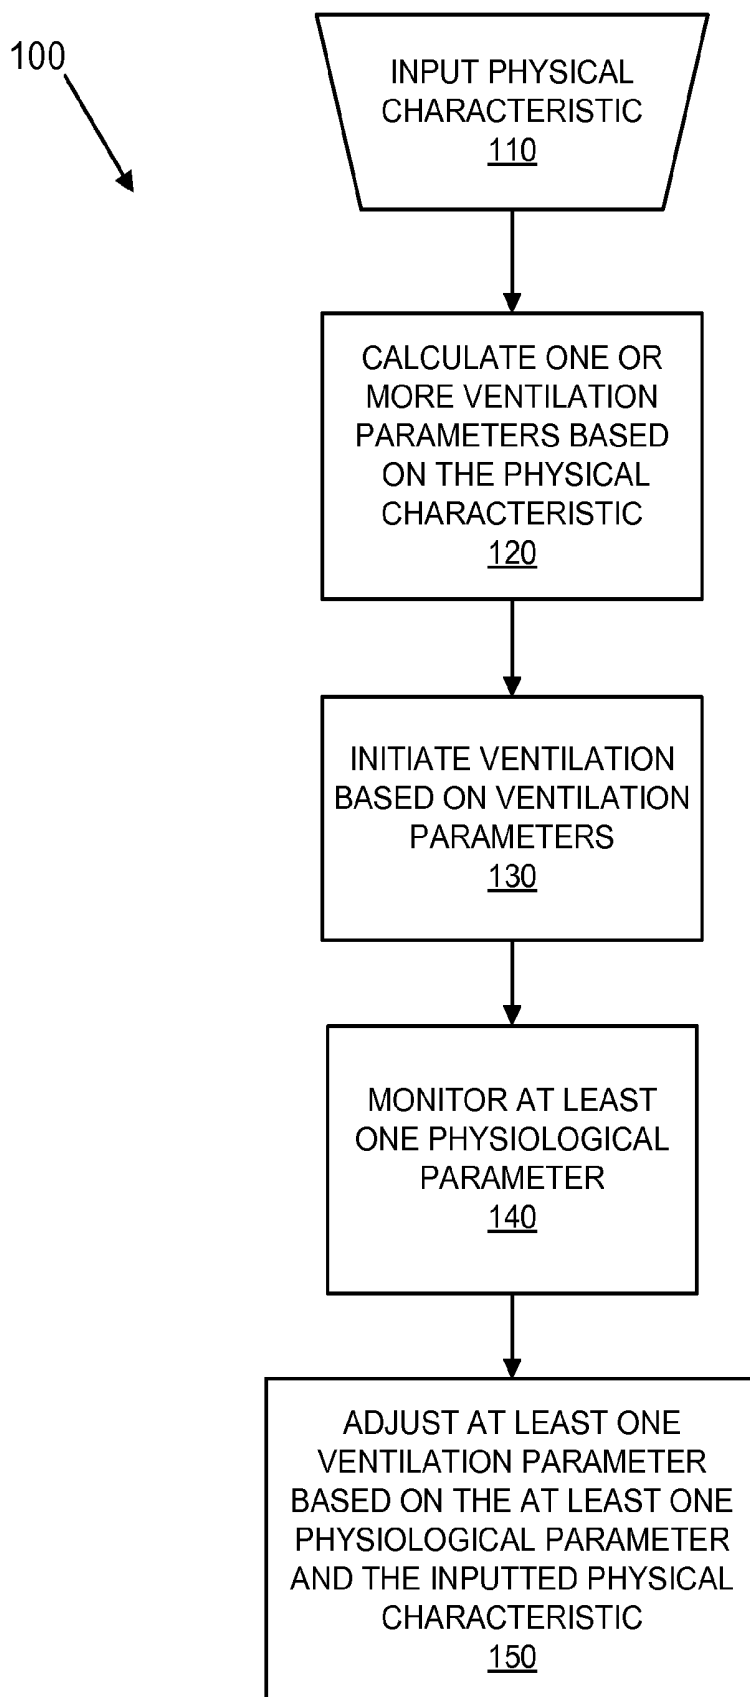 100
INPUT PHYSICAL
CHARACTERISTIC
110
CALCULATE ONE OR
MORE VENTILATION
PARAMETERS BASED
ON THE PHYSICAL
CHARACTERISTIC
120
INITIATE VENTILATION
BASED ON VENTILATION
PARAMETERS
130
MONITOR AT LEAST
ONE PHYSIOLOGICAL
PARAMETER
140
ADJUST AT LEAST ONE
VENTILATION PARAMETER
BASED ON THE AT LEAST ONE
PHYSIOLOGICAL PARAMETER
AND THE INPUTTED PHYSICAL
CHARACTERISTIC
150